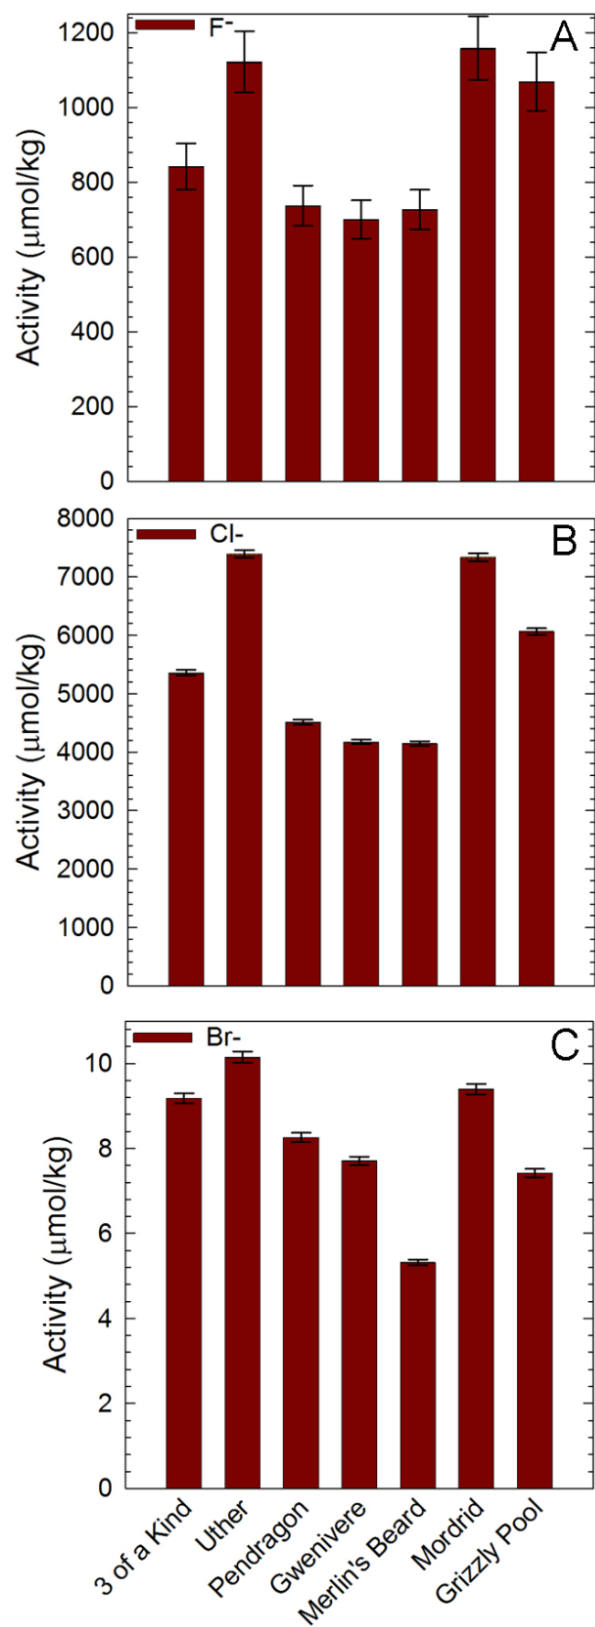 F-
A
1200
1000
800
600
400
200
0
Activity (μmol/kg)
Cl-
B
8000
7000
6000
5000
4000
3000
2000
1000
0
Activity (μmol/kg)
Br-
C
10
8
6
4
2
0
Activity (μmol/kg)
3 of a Kind
Uther
Pendragon
Gwenivere
Merlin's Beard
Mordrid
Grizzly Pool